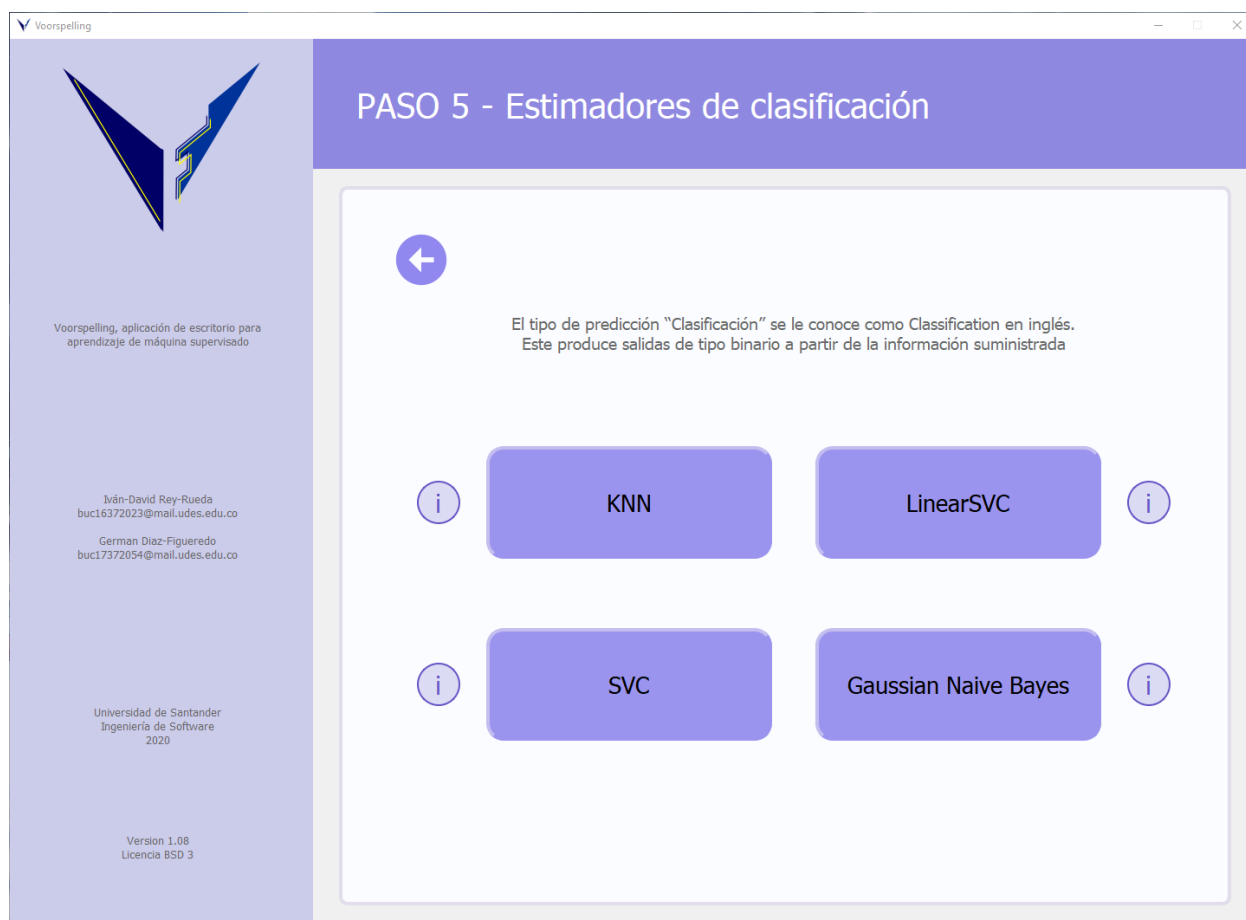 Voorspelling
PASO 5 - Estimadores de clasificación
Voorspelling, aplicación de escritorio para
aprendizaje de máquina supervisado
Iván-David Rey-Rueda
buc16372023@mail.udes.edu.co
German Diaz-Figueredo
buc17372054@mail.udes.edu.co
Universidad de Santander
Ingeniería de Software
2020
Version 1.08
Licencia BSD 3
El tipo de predicción “Clasificación” se le conoce como Classification en inglés.
Este produce salidas de tipo binario a partir de la información suministrada
i
KNN
LinearSVC
i
i
SVC
Gaussian Naive Bayes
i